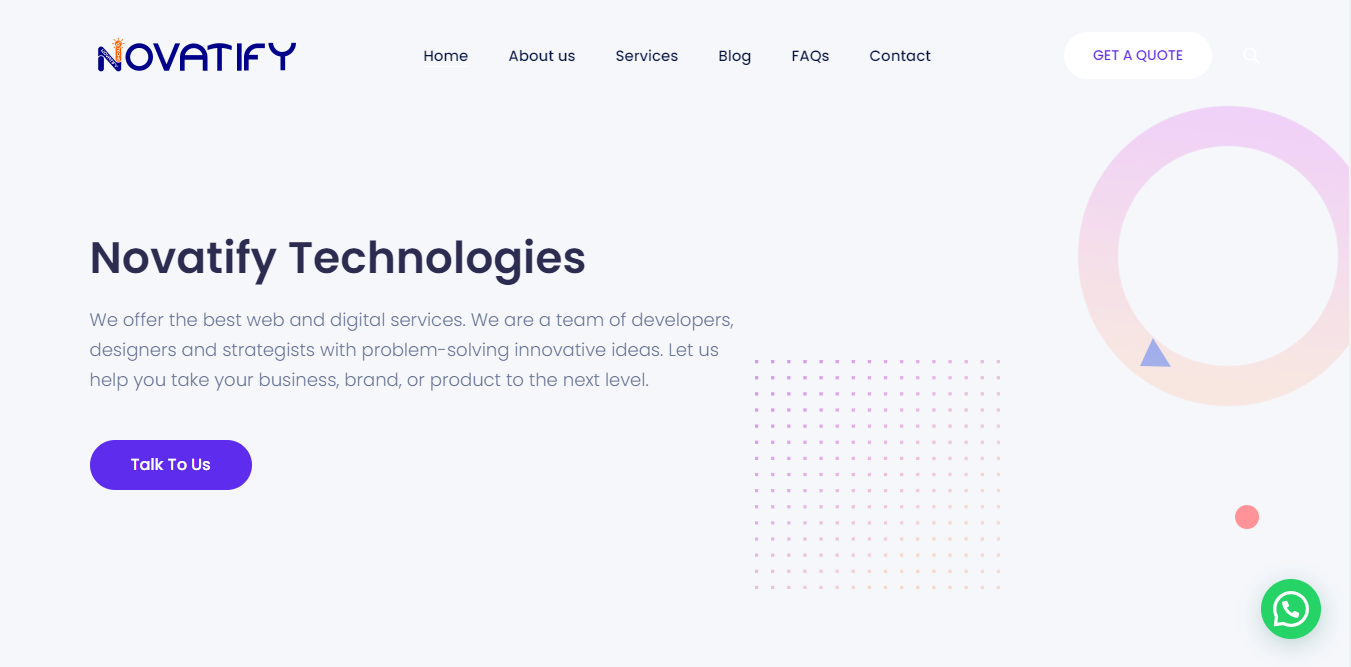 NOVATIFY
Home About us Services Blog FAQs Contact
GET A QUOTE
Novatify Technologies
We offer the best web and digital services. We are a team of developers,
designers and strategists with problem-solving innovative ideas. Let us
help you take your business, brand, or product to the next level.
Talk To Us